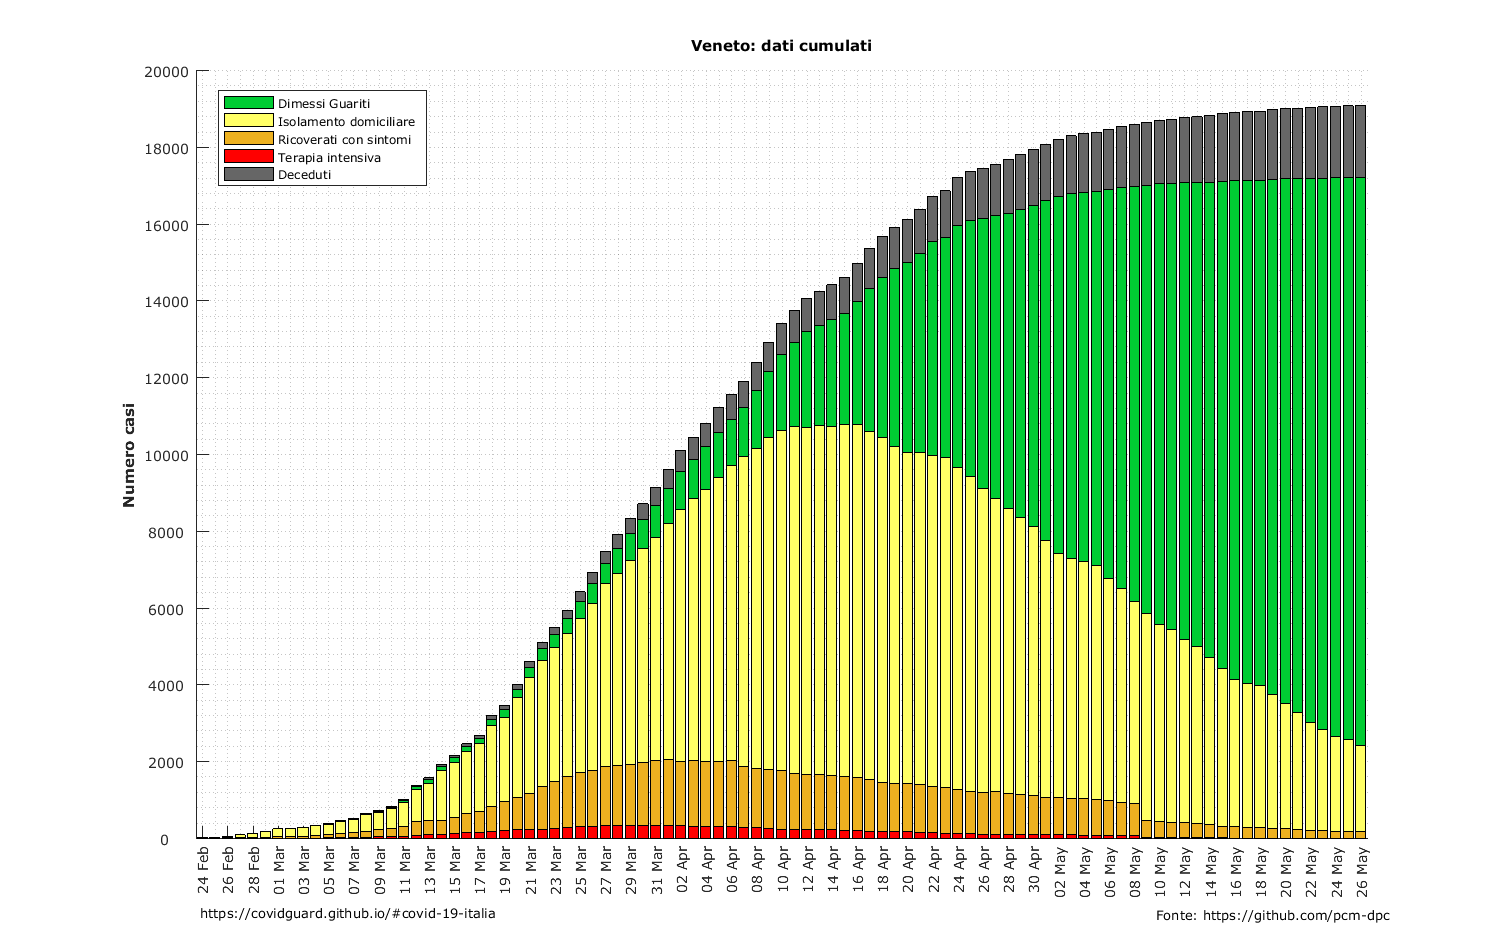 Veneto: dati cumulati
20000
18000
16000
14000
12000
10000
8000
6000
4000
2000
0
Numero casi
Dimessi Guariti
Isolamento domiciliare
Ricoverati con sintomi
Terapia intensiva
Deceduti
24 Feb
26 Feb
28 Feb
01 Mar
03 Mar
05 Mar
07 Mar
09 Mar
11 Mar
13 Mar
15 Mar
17 Mar
19 Mar
21 Mar
23 Mar
25 Mar
27 Mar
29 Mar
31 Mar
02 Apr
04 Apr
06 Apr
08 Apr
10 Apr
12 Apr
14 Apr
16 Apr
18 Apr
20 Apr
22 Apr
24 Apr
26 Apr
28 Apr
30 Apr
02 May
04 May
06 May
08 May
10 May
12 May
14 May
16 May
18 May
20 May
22 May
24 May
26 May
https://covidguard.github.io/#covid-19-italia
Fonte: https://github.com/pcm-dpc